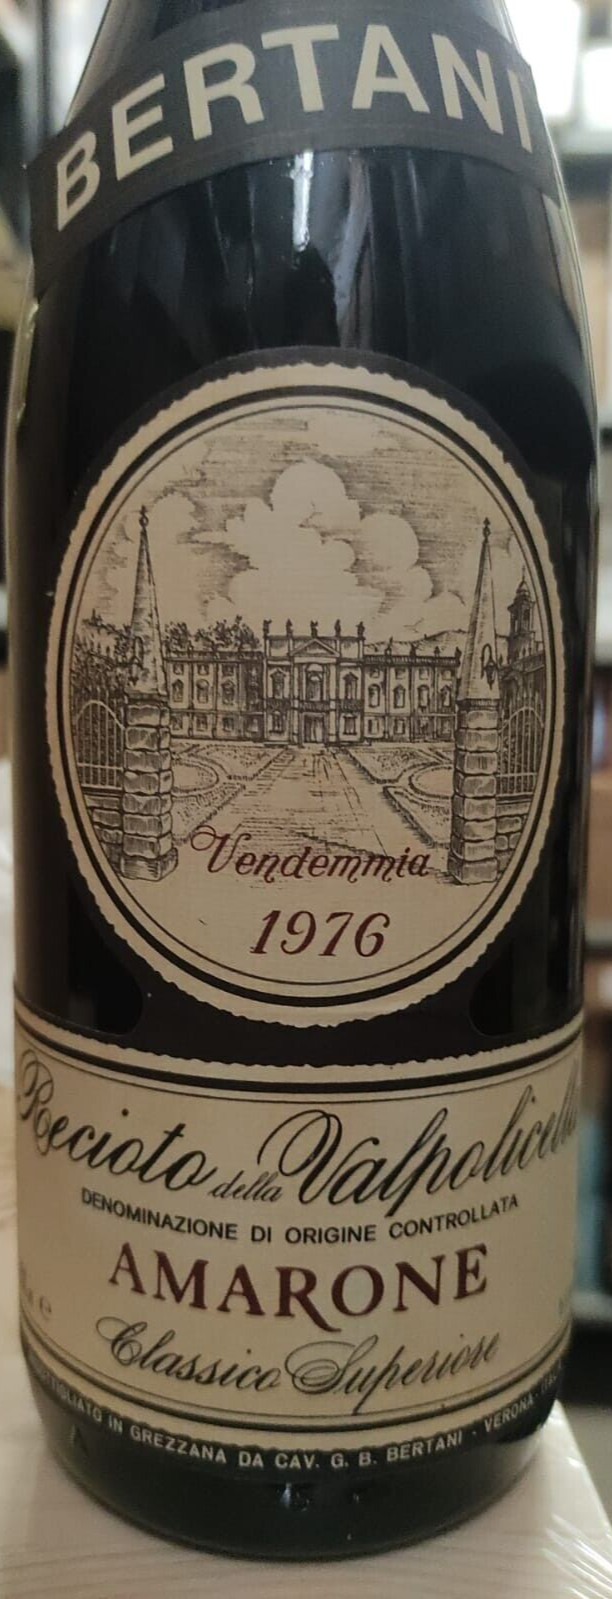 BERTANI
Vendemmia
1976
Recioto della Valpolicella
DENOMINAZIONE DI ORIGINE CONTROLLATA
AMARONE
Classico Superiore
IN GREZZANA DA CAV. G. B. BERTANI - VERONA -